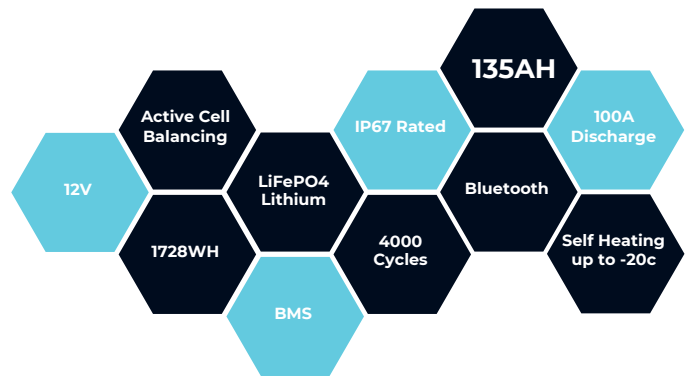 135AH
Active Cell
Balancing
IP67 Rated
100A
Discharge
12V
LiFePO4
Lithium
Bluetooth
1728WH
4000
Cycles
Self Heating
up to -20c
BMS